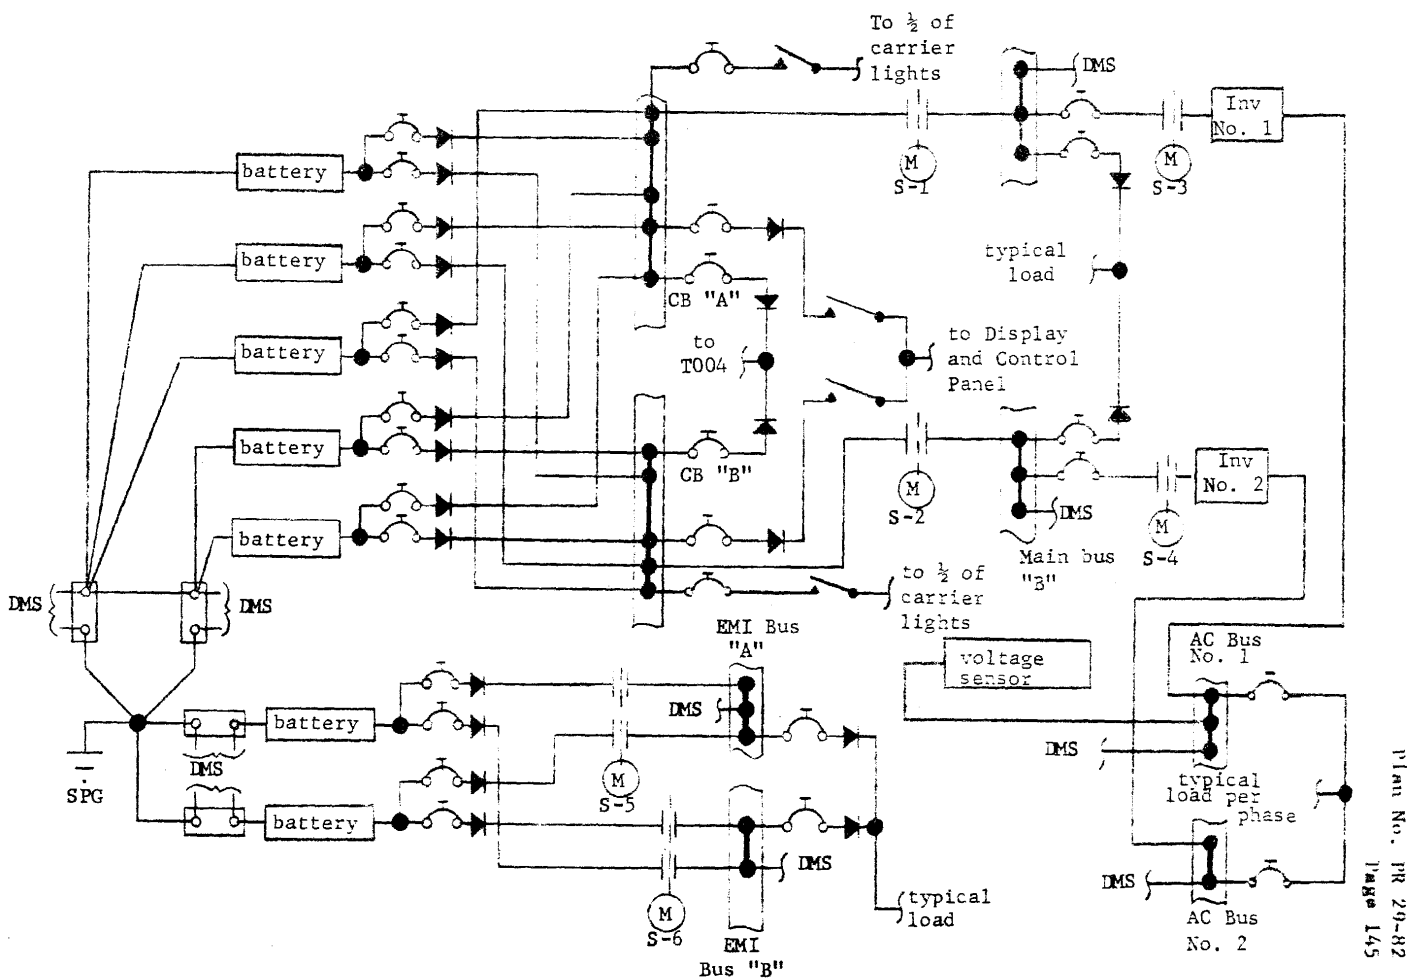 To ½ of
carrier
lights
DMS
Inv
No. 1
battery
M
S-1
M
S-3
battery
typical
load
CB "A"
to
T004
to Display
and Control
Panel
battery
battery
CB "B"
Inv
No. 2
M
S-2
DMS
M
S-4
battery
Main bus
"B"
to ½ of
carrier
lights
DMS
DMS
EMI Bus
"A"
voltage
sensor
AC Bus
No. 1
DMS
battery
DMS
DMS
SPG
M
S-5
typical
load per
phase
battery
DMS
DMS
typical
load
M
S-6
EMI
Bus "B"
AC Bus
No. 2
Plan No. PR 29-82
Page 145